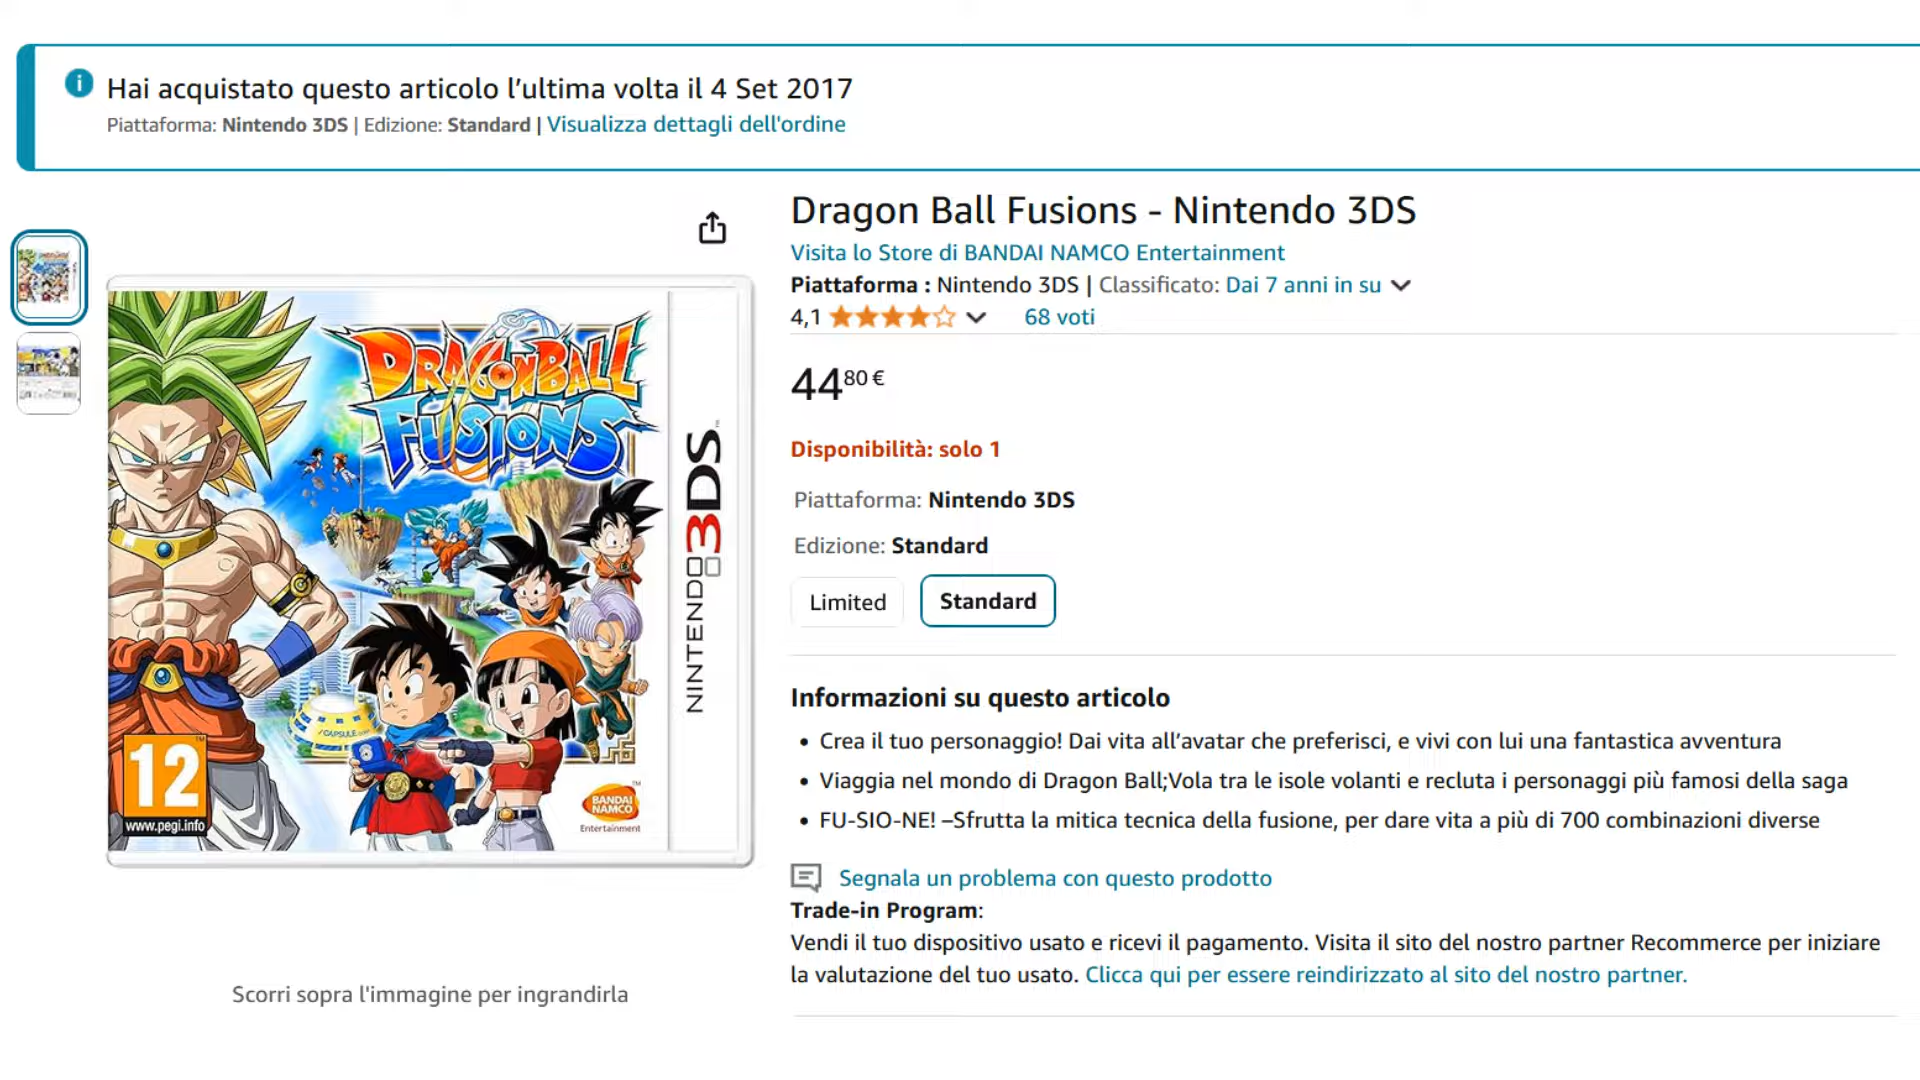 Hai acquistato questo articolo l’ultima volta il 4 Set 2017
Piattaforma: Nintendo 3DS | Edizione: Standard | Visualizza dettagli dell'ordine
Dragon Ball Fusions - Nintendo 3DS
Visita lo Store di BANDAI NAMCO Entertainment
Piattaforma : Nintendo 3DS | Classificato: Dai 7 anni in su
4,1 68 voti
44 80 €
Disponibilità: solo 1
Piattaforma: Nintendo 3DS
Edizione: Standard
Limited Standard
DRAGONBALL
FUSIONS
NINTENDO 3DS
CAPSULE
12
www.pegi.info
BANDAI
NAMCO
Entertainment
Informazioni su questo articolo
• Crea il tuo personaggio! Dai vita all’avatar che preferisci, e vivi con lui una fantastica avventura
• Viaggia nel mondo di Dragon Ball;Vola tra le isole volanti e recluta i personaggi più famosi della saga
• FU-SIO-NE! –Sfrutta la mitica tecnica della fusione, per dare vita a più di 700 combinazioni diverse
Segnala un problema con questo prodotto
Trade-in Program:
Vendi il tuo dispositivo usato e ricevi il pagamento. Visita il sito del nostro partner Recommerce per iniziare
la valutazione del tuo usato. Clicca qui per essere reindirizzato al sito del nostro partner.
Scorri sopra l'immagine per ingrandirla